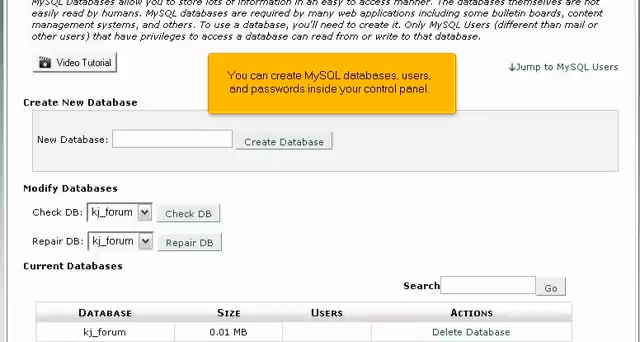 MySQL Databases allow you to store lots of information in an easy to access manner. The databases themselves are not
easily read by humans. MySQL databases are required by many web applications including some bulletin boards, content
management systems, and others. To use a database, you'll need to create it. Only MySQL Users (different than mail or
other users) that have privileges to access a database can read from or write to that database.
Video Tutorial
You can create MySQL databases, users,
and passwords inside your control panel.
↓Jump to MySQL Users
Create New Database
New Database: Create Database
Modify Databases
Check DB: kj_forum Check DB
Repair DB: kj_forum Repair DB
Current Databases
Search Go
DATABASE SIZE USERS ACTIONS
kj_forum 0.01 MB Delete Database